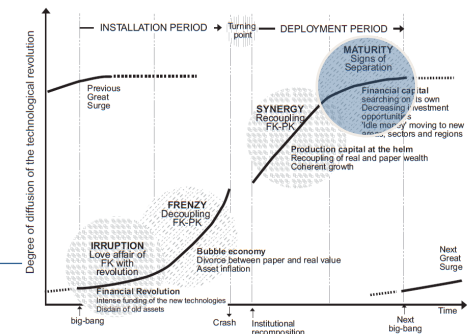 INSTALLATION PERIOD
Turning
point
DEPLOYMENT PERIOD
Degree of diffusion of the technological revolution
Previous
Great
Surge
MATURITY
Signs of
Separation
Financial capital
searching on its own
Decreasing investment
opportunities
'Idle money' moving to new
areas, sectors and regions
SYNERGY
Recoupling
FK-PK
Production capital at the helm
Recoupling of real and paper wealth
Coherent growth
FRENZY
Decoupling
FK-PK
Bubble economy
Divorce between paper and real value
Asset inflation
IRRUPTION
Love affair of
FK with
revolution
Financial Revolution
Intense funding of the new technologies
Disdain of old assets
Next
Great
Surge
Time
big-bang
Crash
Institutional
recomposition
Next
big-bang